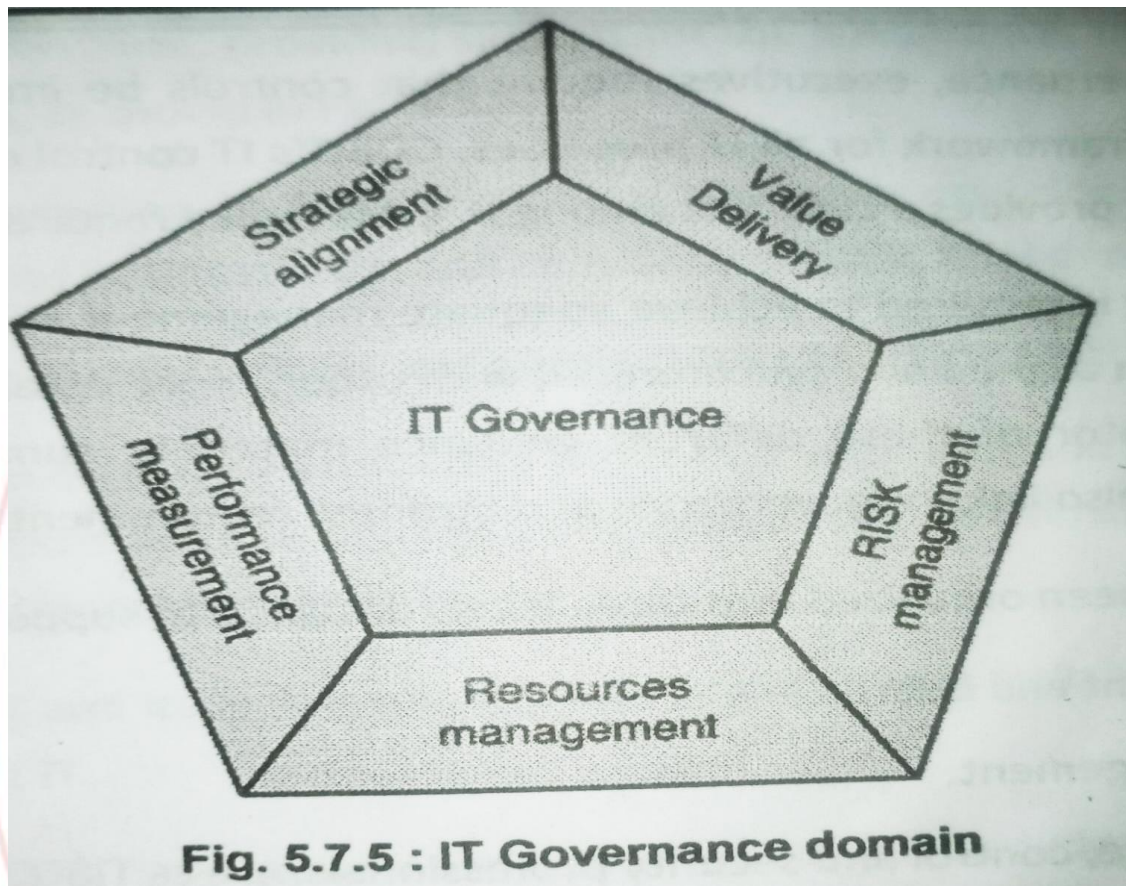 Strategic
alignment
Value
Delivery
IT Governance
Performance
measurement
RISK
management
Resources
management
Fig. 5.7.5 : IT Governance domain